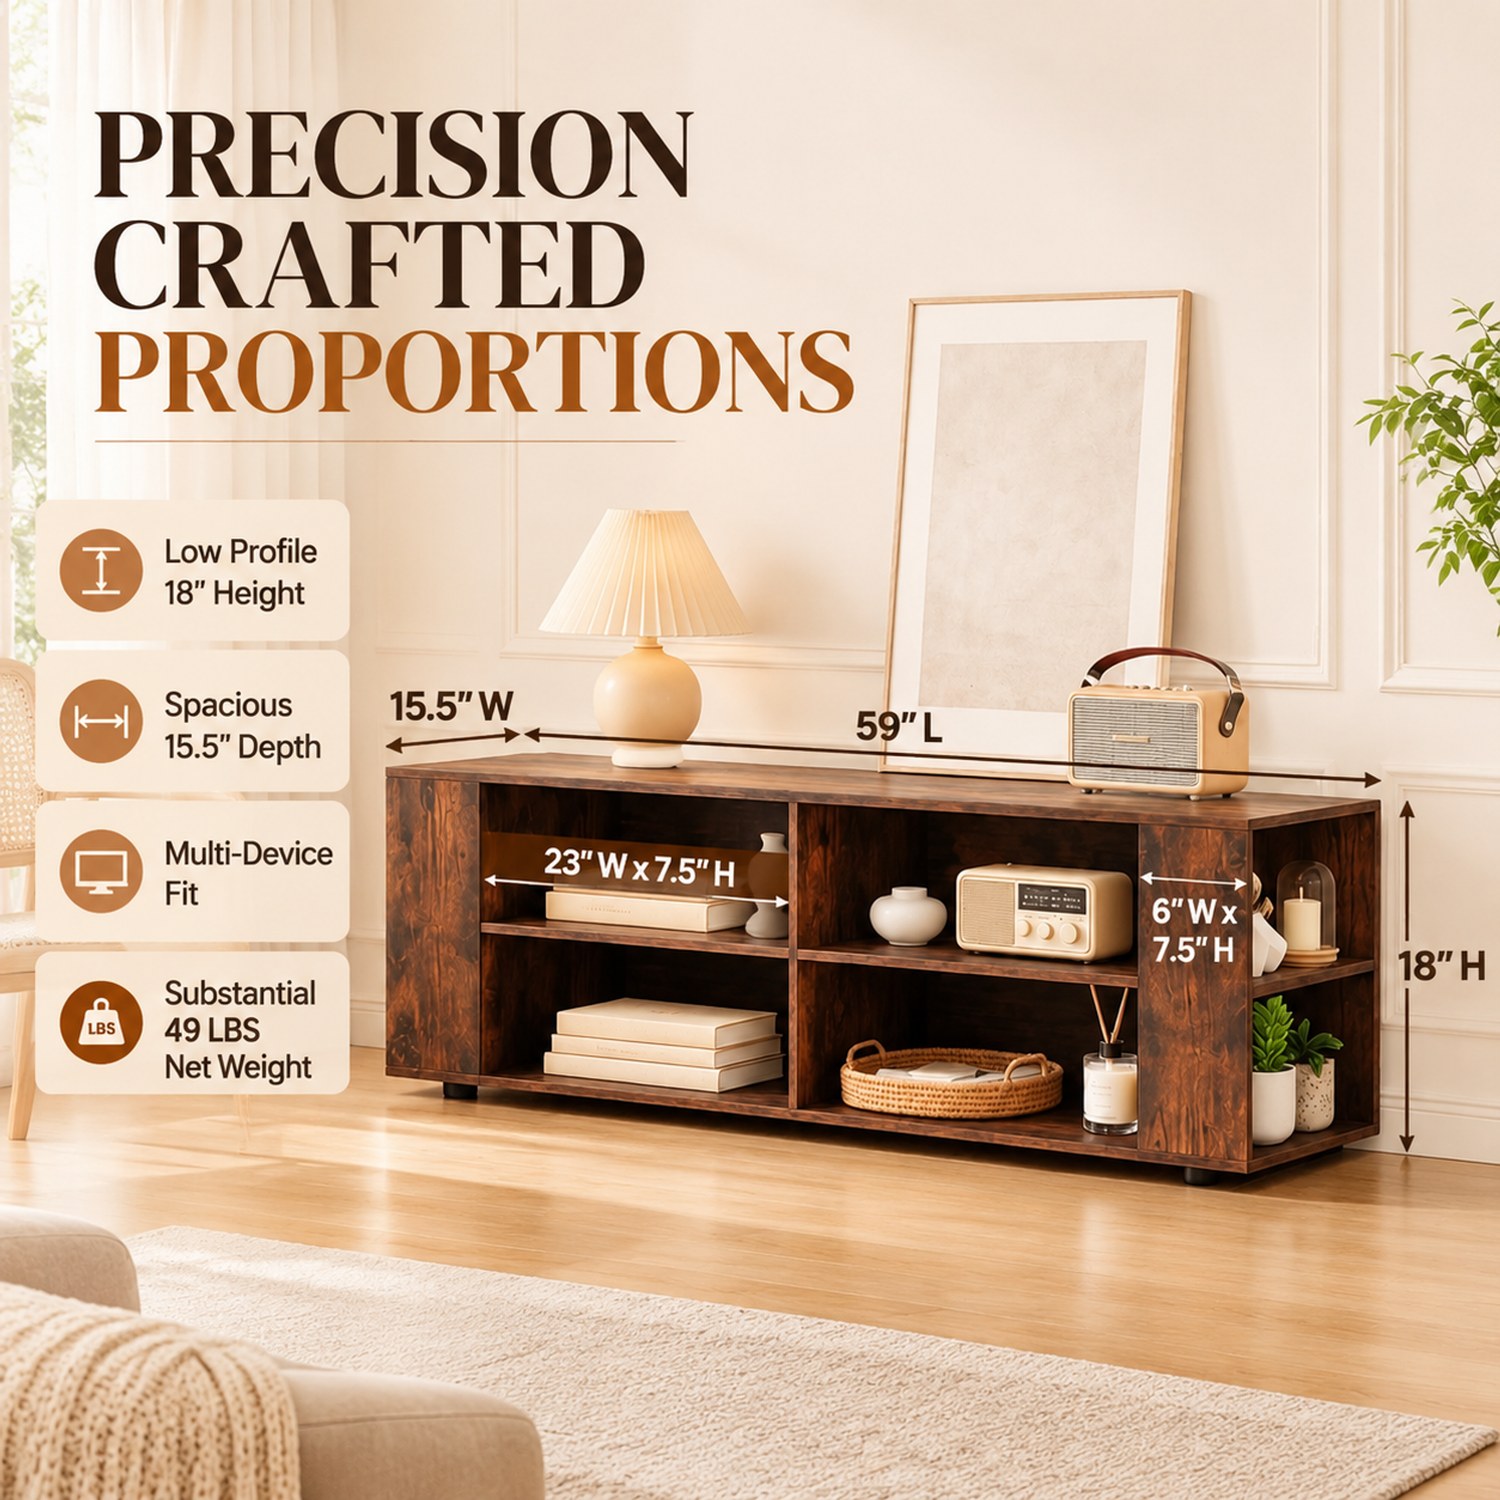 PRECISION
CRAFTED
PROPORTIONS
Low Profile
18" Height
Spacious
15.5" Depth
Multi-Device
Fit
LBS
Substantial
49 LBS
Net Weight
15.5" W
59" L
23" W x 7.5" H
6" W x
7.5" H
18" H